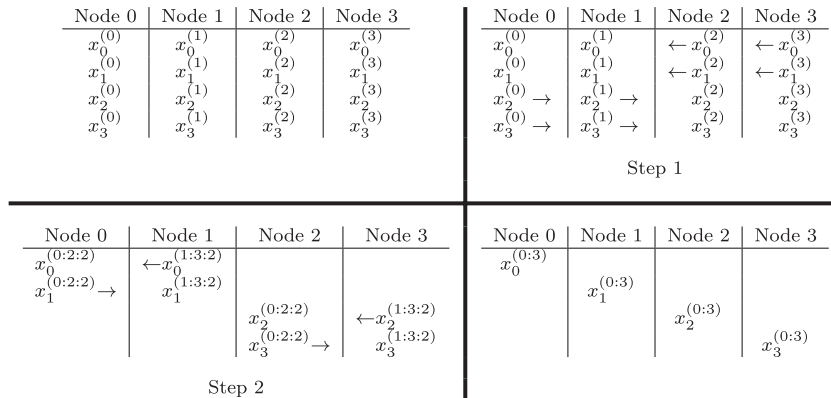 Node 0 Node 1 Node 2 Node 3
x_0^{(0)} x_0^{(1)} x_0^{(2)} x_0^{(3)}
x_1^{(0)} x_1^{(1)} x_1^{(2)} x_1^{(3)}
x_2^{(0)} x_2^{(1)} x_2^{(2)} x_2^{(3)}
x_3^{(0)} x_3^{(1)} x_3^{(2)} x_3^{(3)}
Node 0 Node 1 Node 2 Node 3
x_0^{(0)} x_0^{(1)} ← x_0^{(2)} ← x_0^{(3)}
x_1^{(0)} x_1^{(1)} ← x_1^{(2)} ← x_1^{(3)}
x_2^{(0)} → x_2^{(1)} → x_2^{(2)} x_2^{(3)}
x_3^{(0)} → x_3^{(1)} → x_3^{(2)} x_3^{(3)}
Step 1
Node 0 Node 1 Node 2 Node 3
x_0^{(0:2:2)} ← x_0^{(1:3:2)}
x_1^{(0:2:2)} → x_1^{(1:3:2)}
x_2^{(0:2:2)} ← x_2^{(1:3:2)}
x_3^{(0:2:2)} → x_3^{(1:3:2)}
Step 2
Node 0 Node 1 Node 2 Node 3
x_0^{(0:3)}
x_1^{(0:3)}
x_2^{(0:3)}
x_3^{(0:3)}